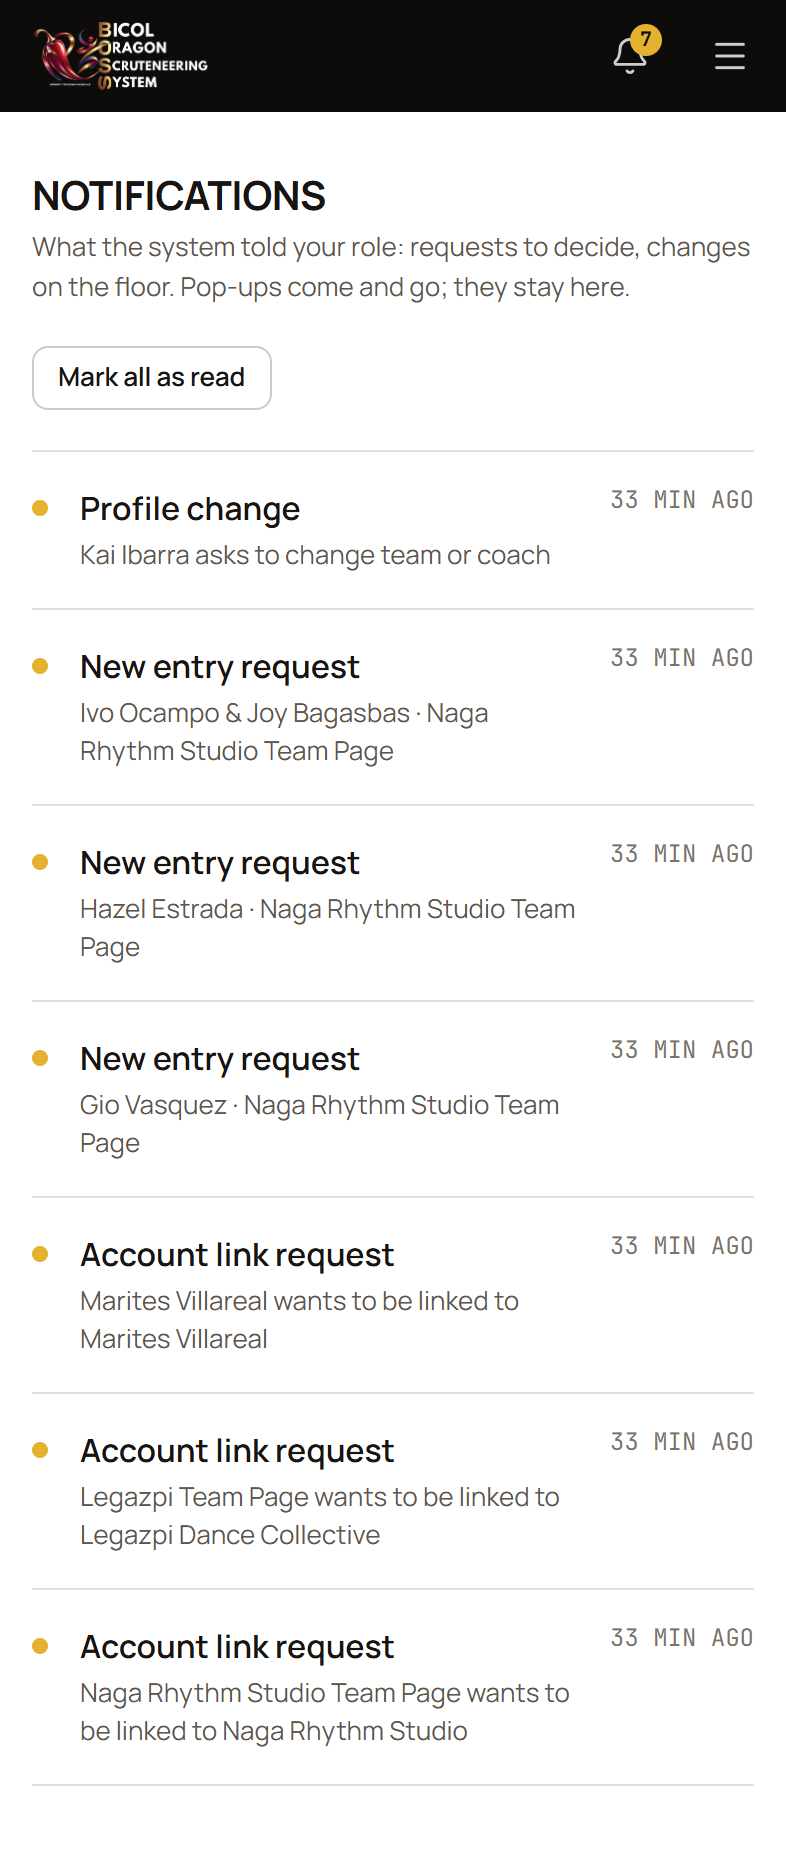 BICOL
DRAGON
SCRUTENEERING
SYSTEM
7
NOTIFICATIONS
What the system told your role: requests to decide, changes
on the floor. Pop-ups come and go; they stay here.
Mark all as read
Profile change
33 MIN AGO
Kai Ibarra asks to change team or coach
New entry request
33 MIN AGO
Ivo Ocampo & Joy Bagasbas · Naga
Rhythm Studio Team Page
New entry request
33 MIN AGO
Hazel Estrada · Naga Rhythm Studio Team
Page
New entry request
33 MIN AGO
Gio Vasquez · Naga Rhythm Studio Team
Page
Account link request
33 MIN AGO
Marites Villareal wants to be linked to
Marites Villareal
Account link request
33 MIN AGO
Legazpi Team Page wants to be linked to
Legazpi Dance Collective
Account link request
33 MIN AGO
Naga Rhythm Studio Team Page wants to
be linked to Naga Rhythm Studio